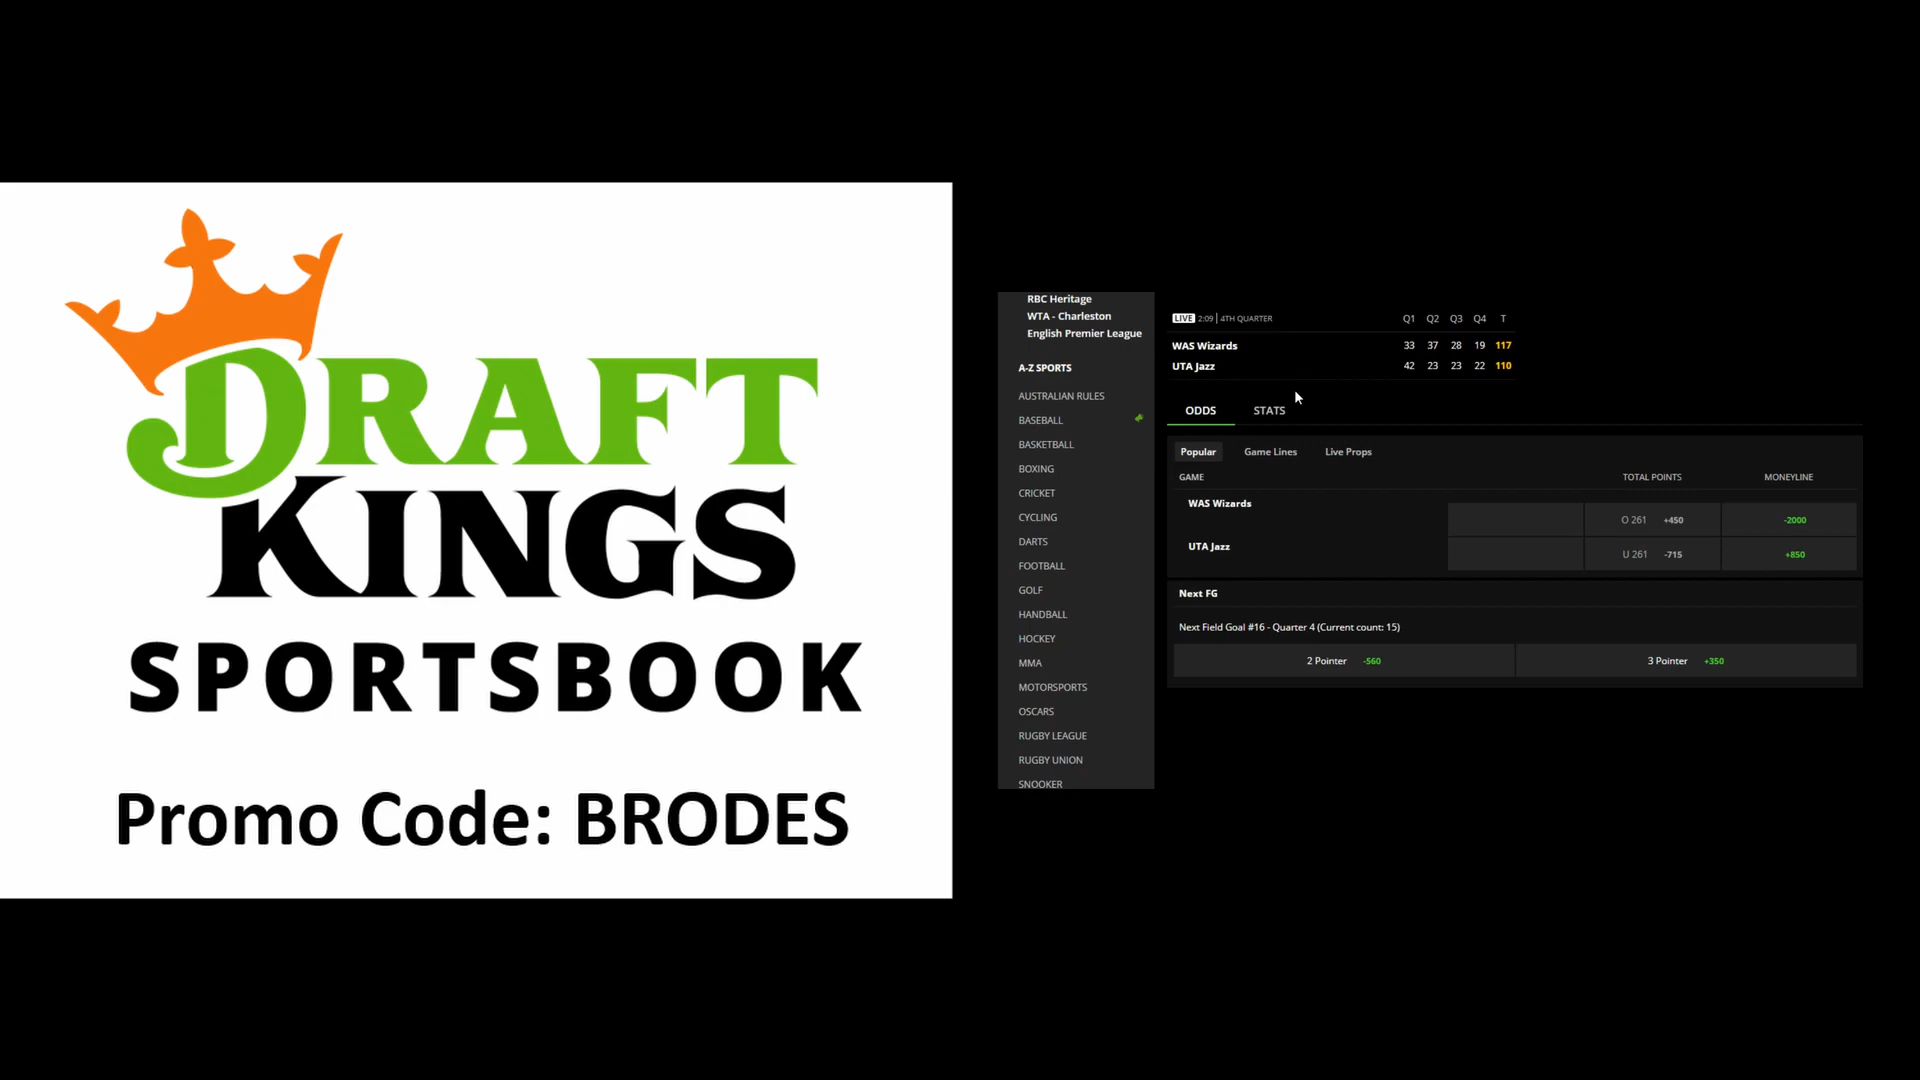 DRAFT
KINGS
SPORTSBOOK
Promo Code: BRODES
RBC Heritage
WTA - Charleston
English Premier League
A-Z SPORTS
AUSTRALIAN RULES
BASEBALL
BASKETBALL
BOXING
CRICKET
CYCLING
DARTS
FOOTBALL
GOLF
HANDBALL
HOCKEY
MMA
MOTORSPORTS
OSCARS
RUGBY LEAGUE
RUGBY UNION
SNOOKER
LIVE 2:09 | 4TH QUARTER Q1 Q2 Q3 Q4 T
WAS Wizards 33 37 28 19 117
UTA Jazz 42 23 23 22 110
ODDS STATS
Popular Game Lines Live Props
GAME TOTAL POINTS MONEYLINE
WAS Wizards
O 261 +450 -2000
UTA Jazz
U 261 -715 +850
Next FG
Next Field Goal #16 - Quarter 4 (Current count: 15)
2 Pointer -560 3 Pointer +350